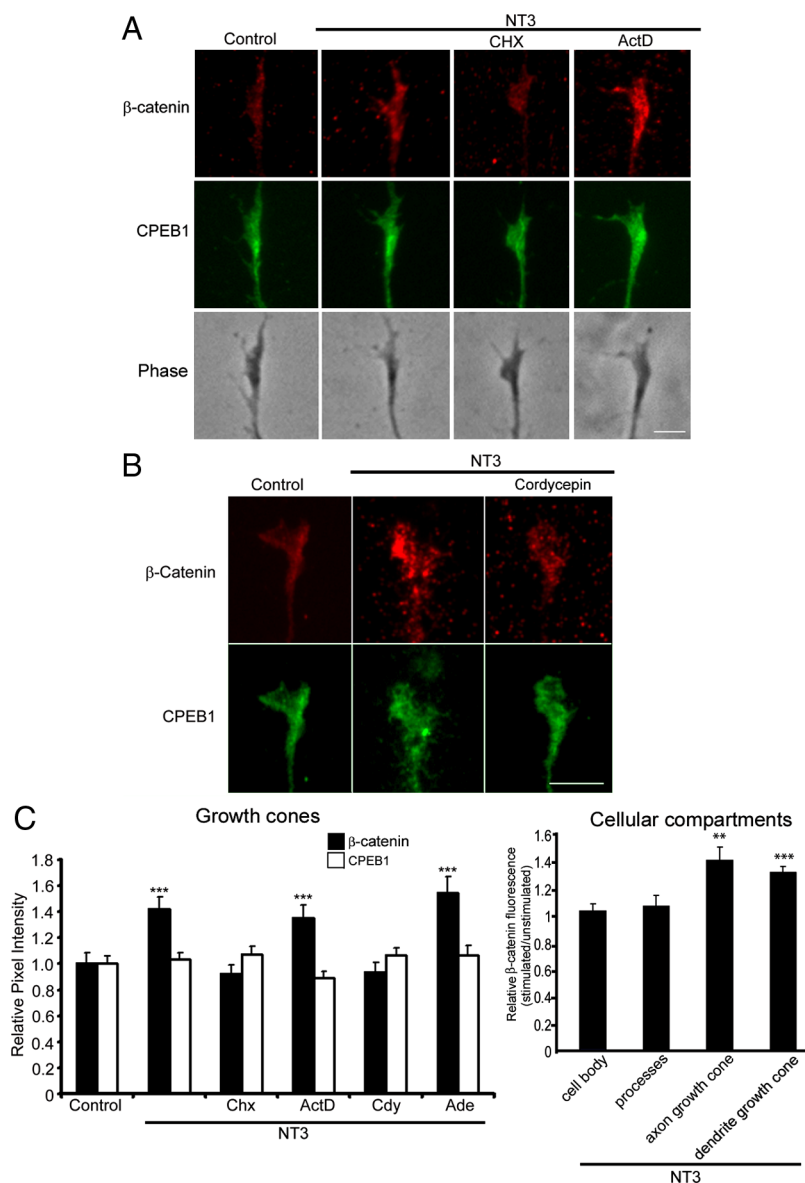 A
NT3
Control
CHX
ActD
β-catenin
CPEB1
Phase
B
NT3
Control
Cordycepin
β-Catenin
CPEB1
C
Growth cones
β-catenin
CPEB1
Relative Pixel Intensity
1.8
1.6
1.4
1.2
1.0
0.8
0.6
0.4
0.2
0
***
***
***
Control
Chx
ActD
Cdy
Ade
NT3
Cellular compartments
Relative β-catenin fluorescence
(stimulated/unstimulated)
1.6
1.4
1.2
1
0.8
0.6
0.4
0.2
0
**
***
cell body
processes
axon growth cone
dendrite growth cone
NT3